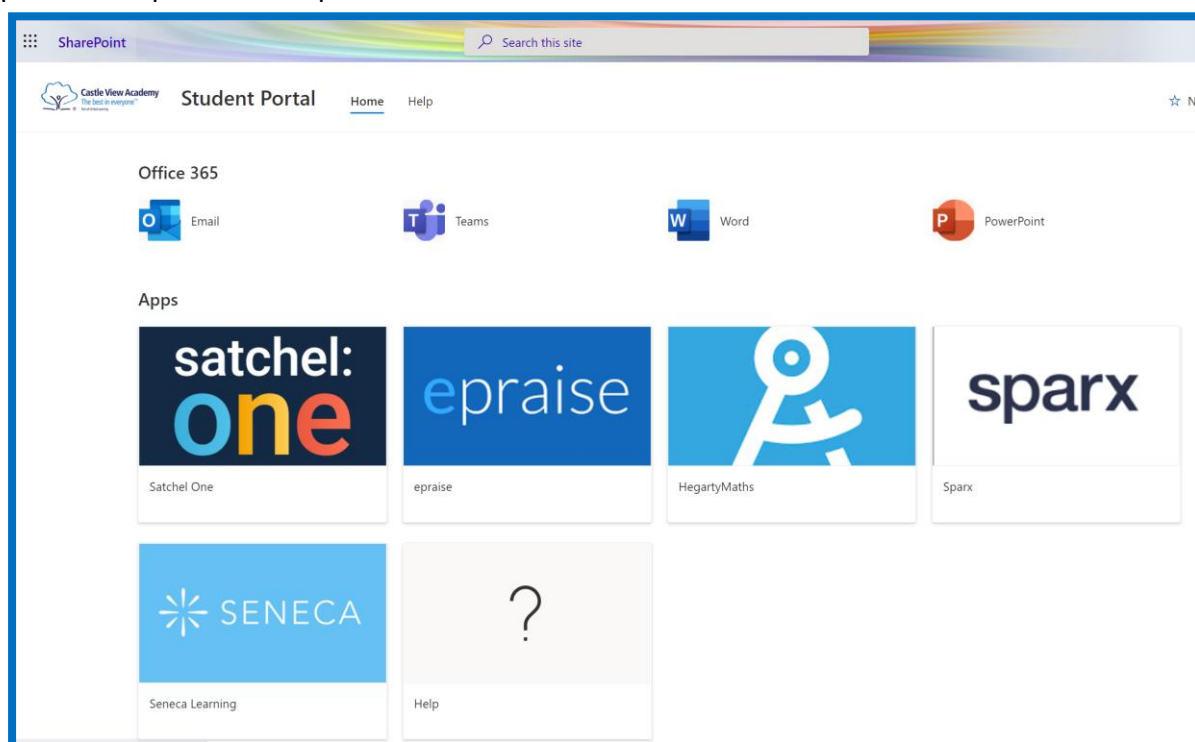 SharePoint
Search this site
Castle View Academy
The best in everyone™
Student Portal
Home
Help
N
Office 365
O
Email
T
Teams
W
Word
P
PowerPoint
Apps
satchel:
one
epraise
sparx
Satchel One
epraise
HegartyMaths
Sparx
SENECA
?
Seneca Learning
Help